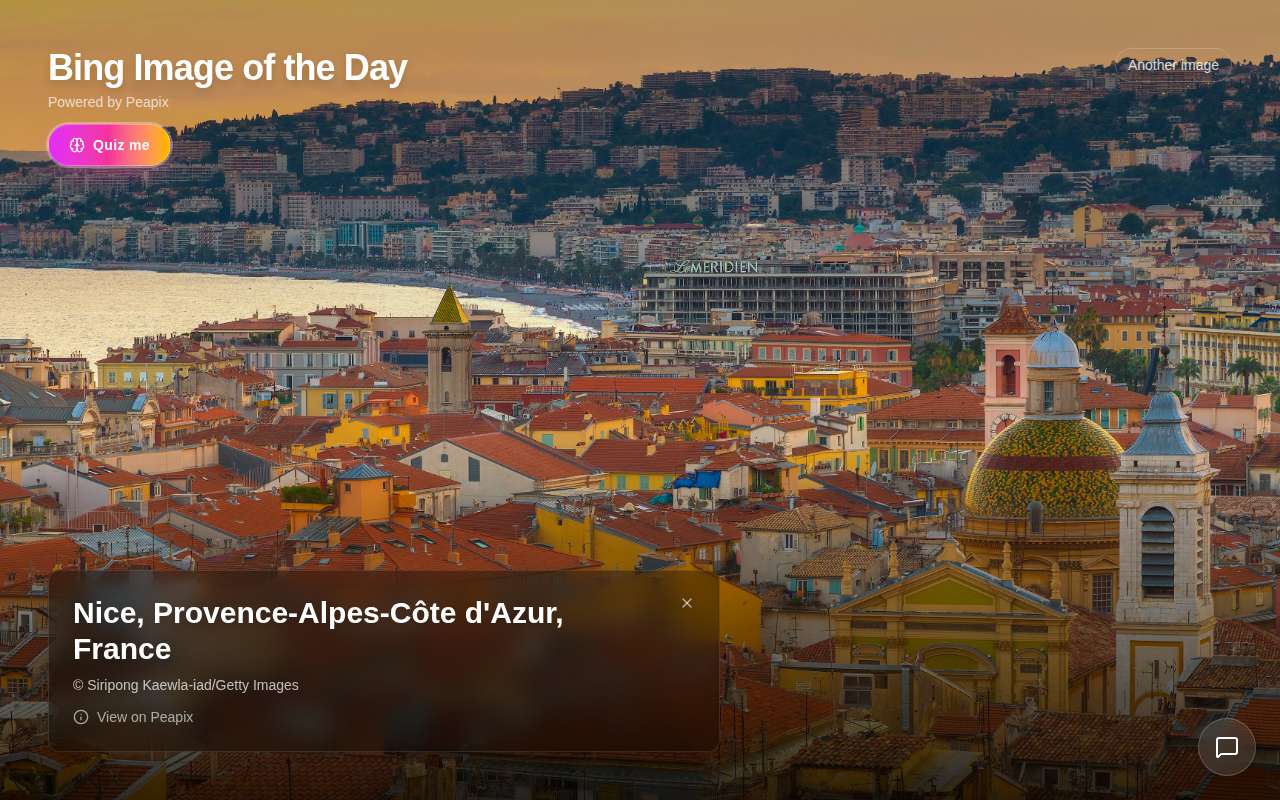 Bing Image of the Day
Another image
Powered by Peapix
Quiz me
Le MERIDIEN
Nice, Provence-Alpes-Côte d'Azur,
France
© Siripong Kaewla-iad/Getty Images
View on Peapix